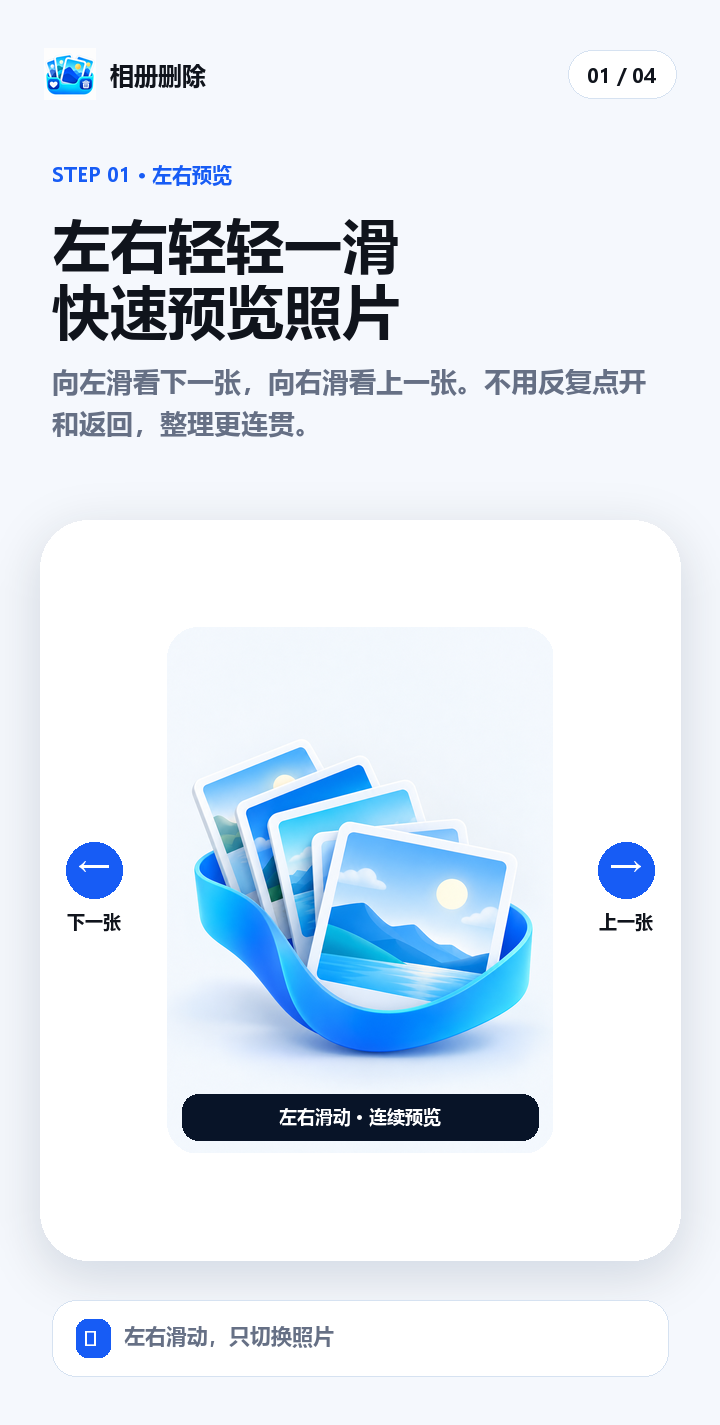 相册删除
01 / 04
STEP 01 • 左右预览
左右轻轻一滑
快速预览照片
向左滑看下一张，向右滑看上一张。不用反复点开
和返回，整理更连贯。
←
→
下一张
上一张
左右滑动 • 连续预览
左右滑动，只切换照片